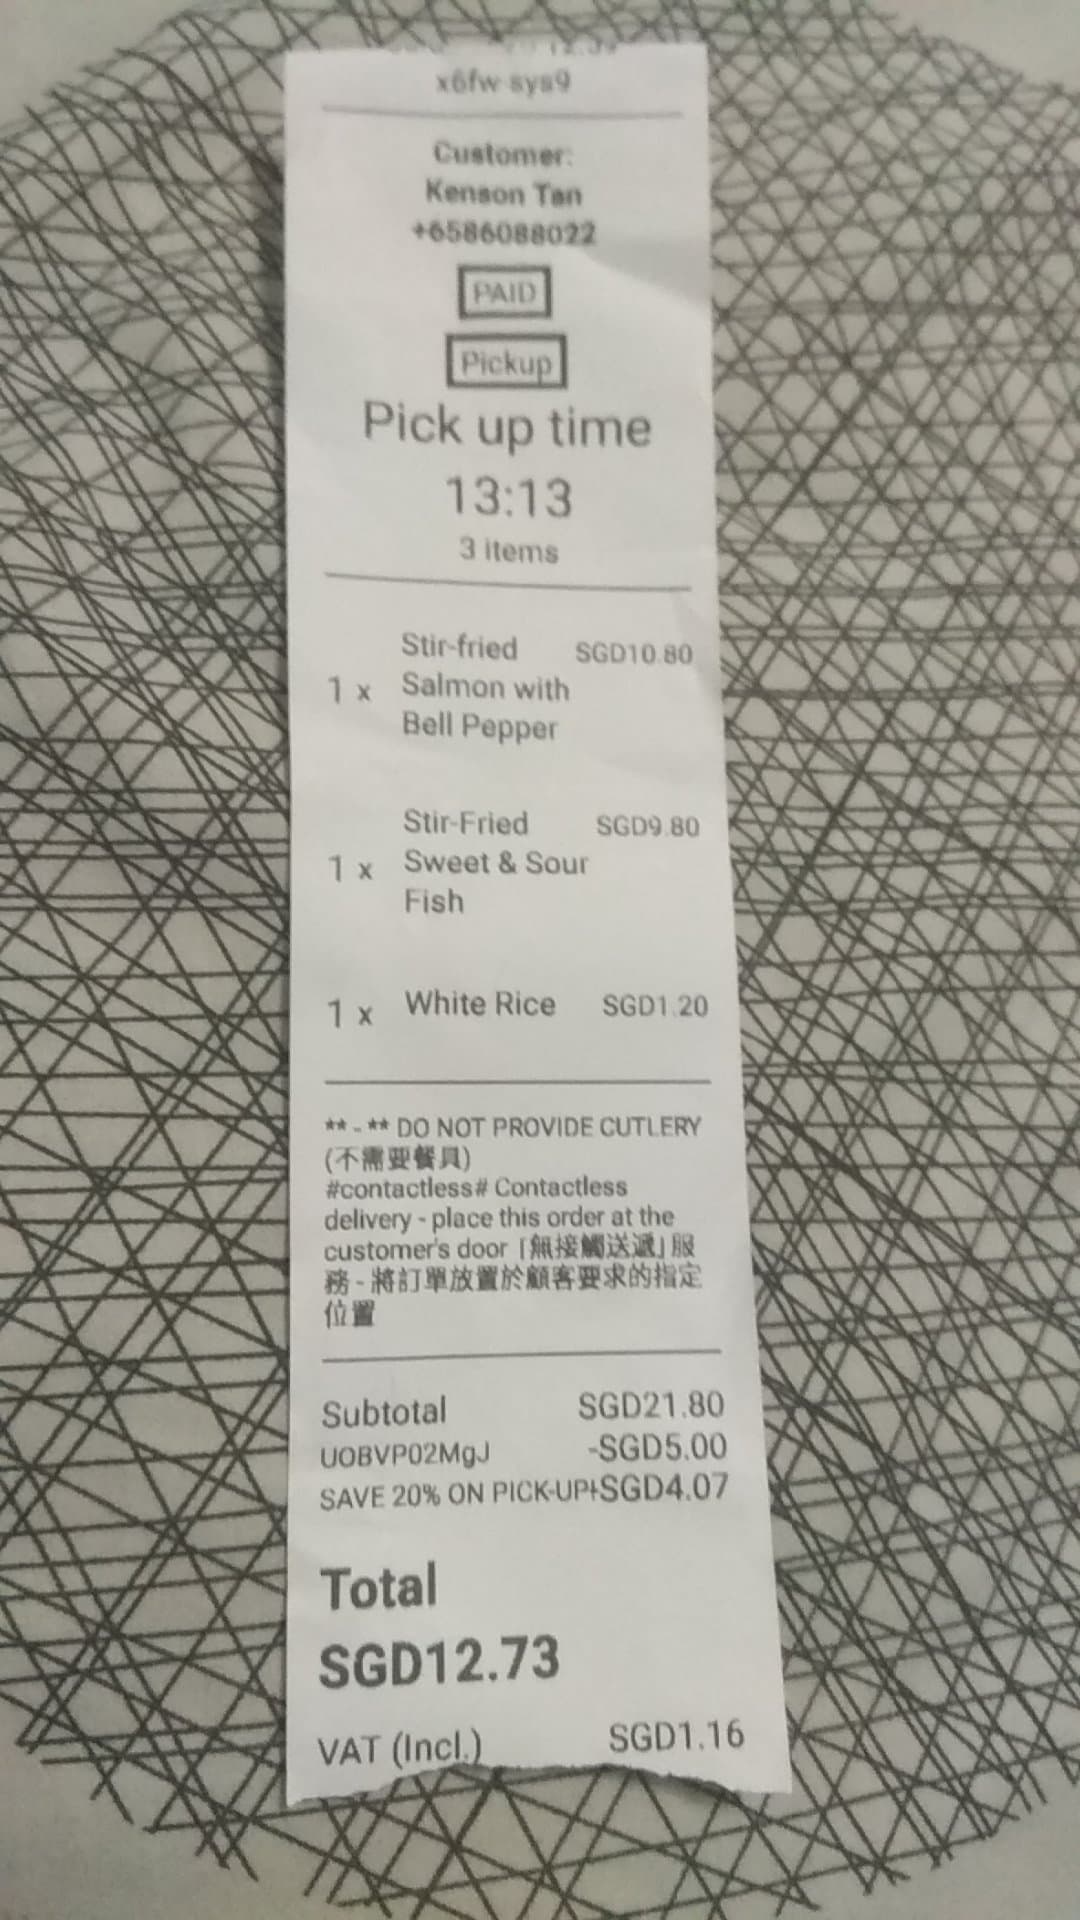 x6fw-sys9
Customer:
Kenson Tan
+6586088022
PAID
Pickup
Pick up time
13:13
3 items
Stir-fried SGD10.80
1 x Salmon with
Bell Pepper
Stir-Fried SGD9.80
1 x Sweet & Sour
Fish
1 x White Rice SGD1.20
** - ** DO NOT PROVIDE CUTLERY
(不需要餐具)
#contactless# Contactless
delivery - place this order at the
customer's door「無接觸送遞」服
務 - 將訂單放置於顧客要求的指定
位置
Subtotal SGD21.80
UOBVP02MgJ -SGD5.00
SAVE 20% ON PICK-UP!-SGD4.07
Total
SGD12.73
VAT (Incl.) SGD1.16